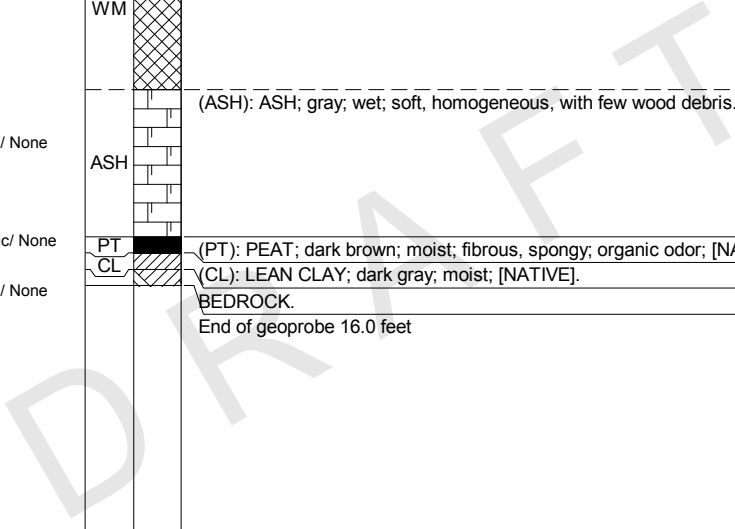 WM
(ASH): ASH; gray; wet; soft, homogeneous, with few wood debris.
/ None
ASH
c/ None
PT
(PT): PEAT; dark brown; moist; fibrous, spongy; organic odor; [NA
CL
(CL): LEAN CLAY; dark gray; moist; [NATIVE].
/ None
BEDROCK.
End of geoprobe 16.0 feet
DRAFT